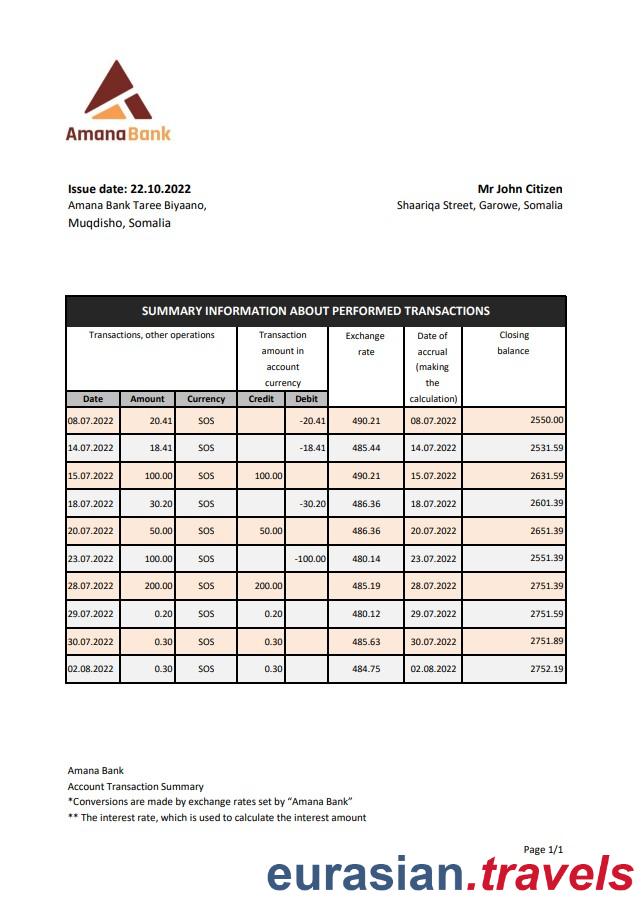 AmanaBank
Issue date: 22.10.2022
Mr John Citizen
Amana Bank Taree Biyaano,
Shaariqa Street, Garowe, Somalia
Muqdisho, Somalia
SUMMARY INFORMATION ABOUT PERFORMED TRANSACTIONS
Transactions, other operations
Transaction
amount in
account
currency
Exchange
rate
Date of
accrual
(making
the
calculation)
Closing
balance
Date Amount Currency Credit Debit
08.07.2022 20.41 SOS -20.41 490.21 08.07.2022 2550.00
14.07.2022 18.41 SOS -18.41 485.44 14.07.2022 2531.59
15.07.2022 100.00 SOS 100.00 490.21 15.07.2022 2631.59
18.07.2022 30.20 SOS -30.20 486.36 18.07.2022 2601.39
20.07.2022 50.00 SOS 50.00 486.36 20.07.2022 2651.39
23.07.2022 100.00 SOS -100.00 480.14 23.07.2022 2551.39
28.07.2022 200.00 SOS 200.00 485.19 28.07.2022 2751.39
29.07.2022 0.20 SOS 0.20 480.12 29.07.2022 2751.59
30.07.2022 0.30 SOS 0.30 485.63 30.07.2022 2751.89
02.08.2022 0.30 SOS 0.30 484.75 02.08.2022 2752.19
Amana Bank
Account Transaction Summary
*Conversions are made by exchange rates set by “Amana Bank”
** The interest rate, which is used to calculate the interest amount
Page 1/1
eurasian.travels